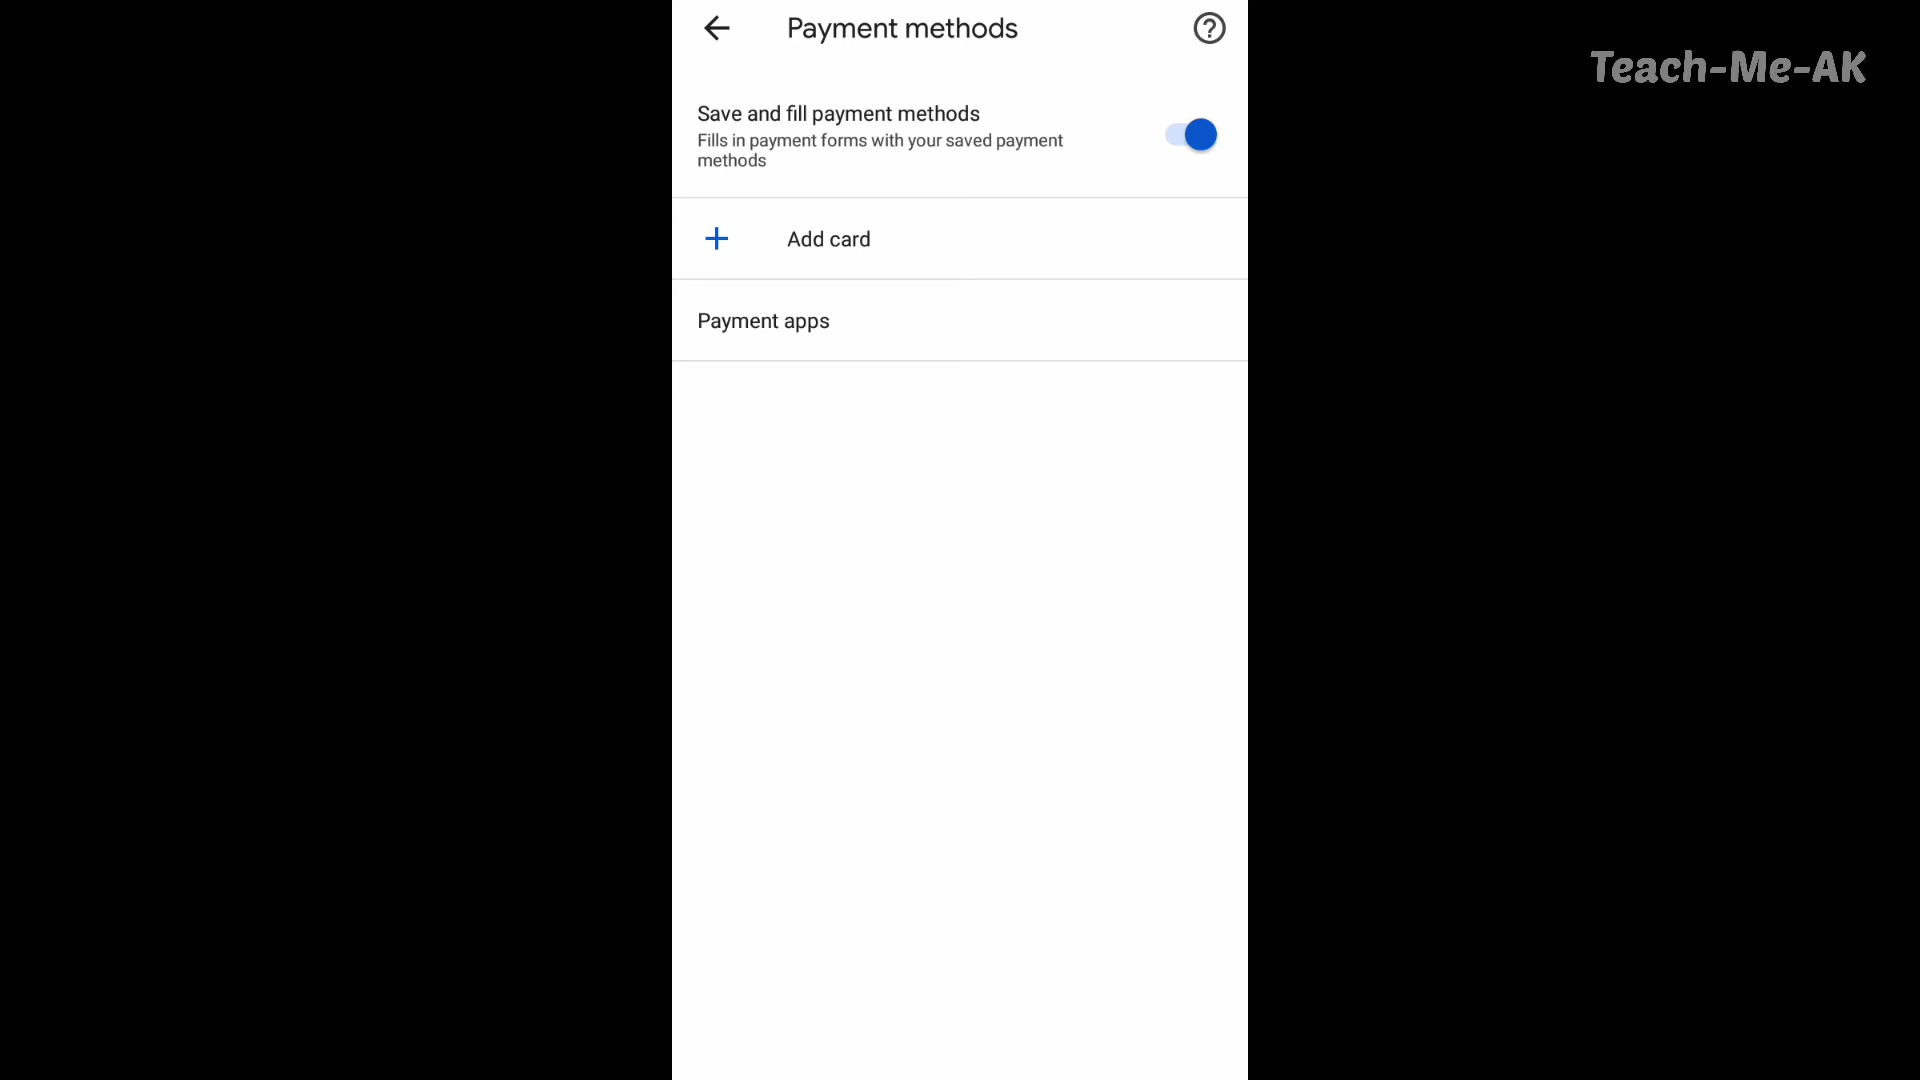 Payment methods
Teach-Me-AK
Save and fill payment methods
Fills in payment forms with your saved payment
methods
Add card
Payment apps